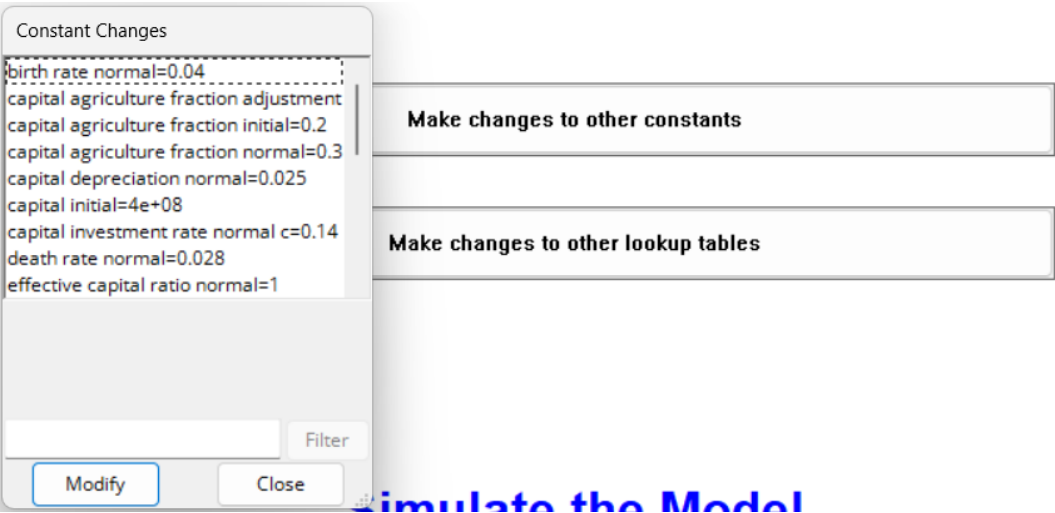 Constant Changes
birth rate normal=0.04
capital agriculture fraction adjustment
capital agriculture fraction initial=0.2
capital agriculture fraction normal=0.3
capital depreciation normal=0.025
capital initial=4e+08
capital investment rate normal c=0.14
death rate normal=0.028
effective capital ratio normal=1
Filter
Modify
Close
Make changes to other constants
Make changes to other lookup tables
Simulate the Model